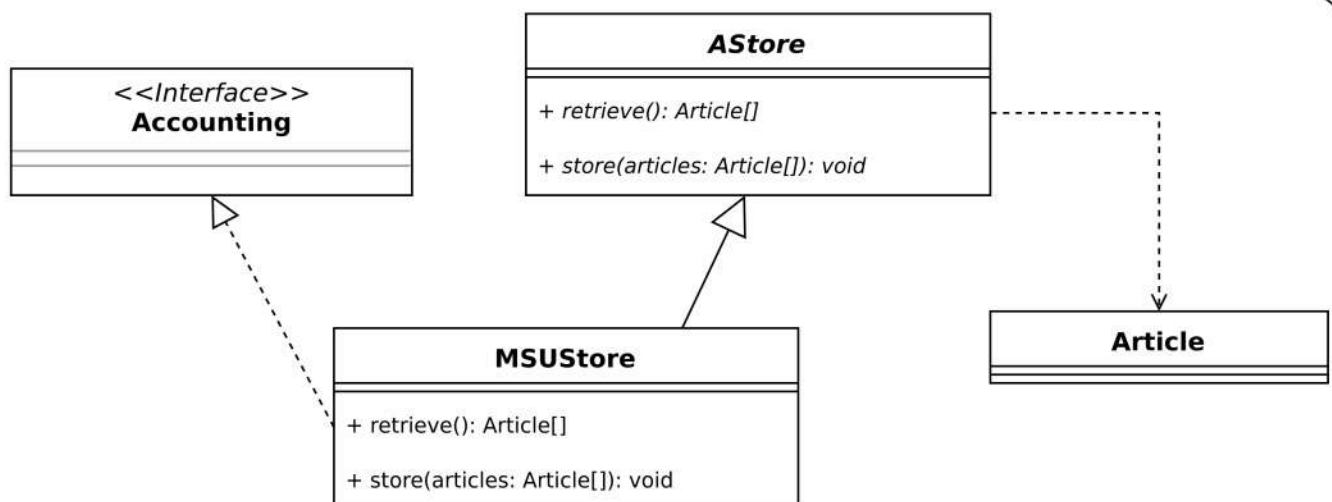 <<Interface>>
Accounting
AStore
+ retrieve(): Article[]
+ store(articles: Article[]): void
MSUStore
+ retrieve(): Article[]
+ store(articles: Article[]): void
Article